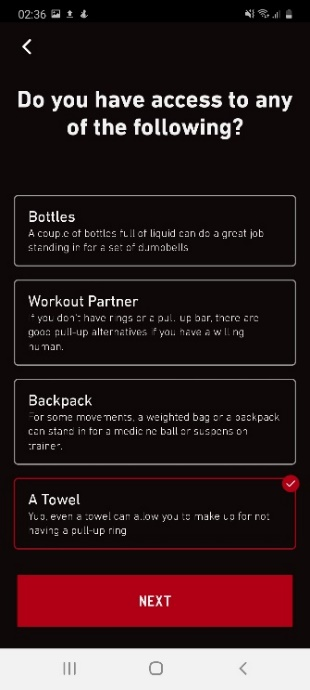 02:36
Do you have access to any
of the following?
Bottles
A couple of bottles full of liquid can do a great job
standing in for a set of dumbbells
Workout Partner
If you don't have rings or a pull-up bar, there are
good pull-up alternatives if you have a willing
human.
Backpack
For some movements, a weighted bag or a backpack
can stand in for a medicine ball or suspension
trainer.
A Towel
Yup, even a towel can allow you to make up for not
having a pull-up ring
NEXT